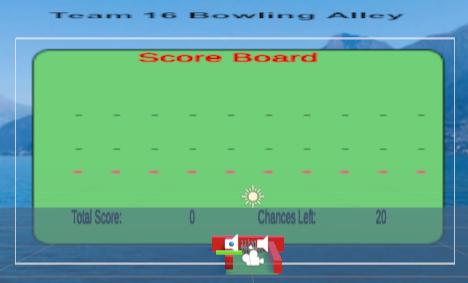 Team 16 Bowling Alley
Score Board
- - - - - - - - - -
- - - - - - - - - -
- - - - - - - - - -
Total Score: 0 Chances Left: 20